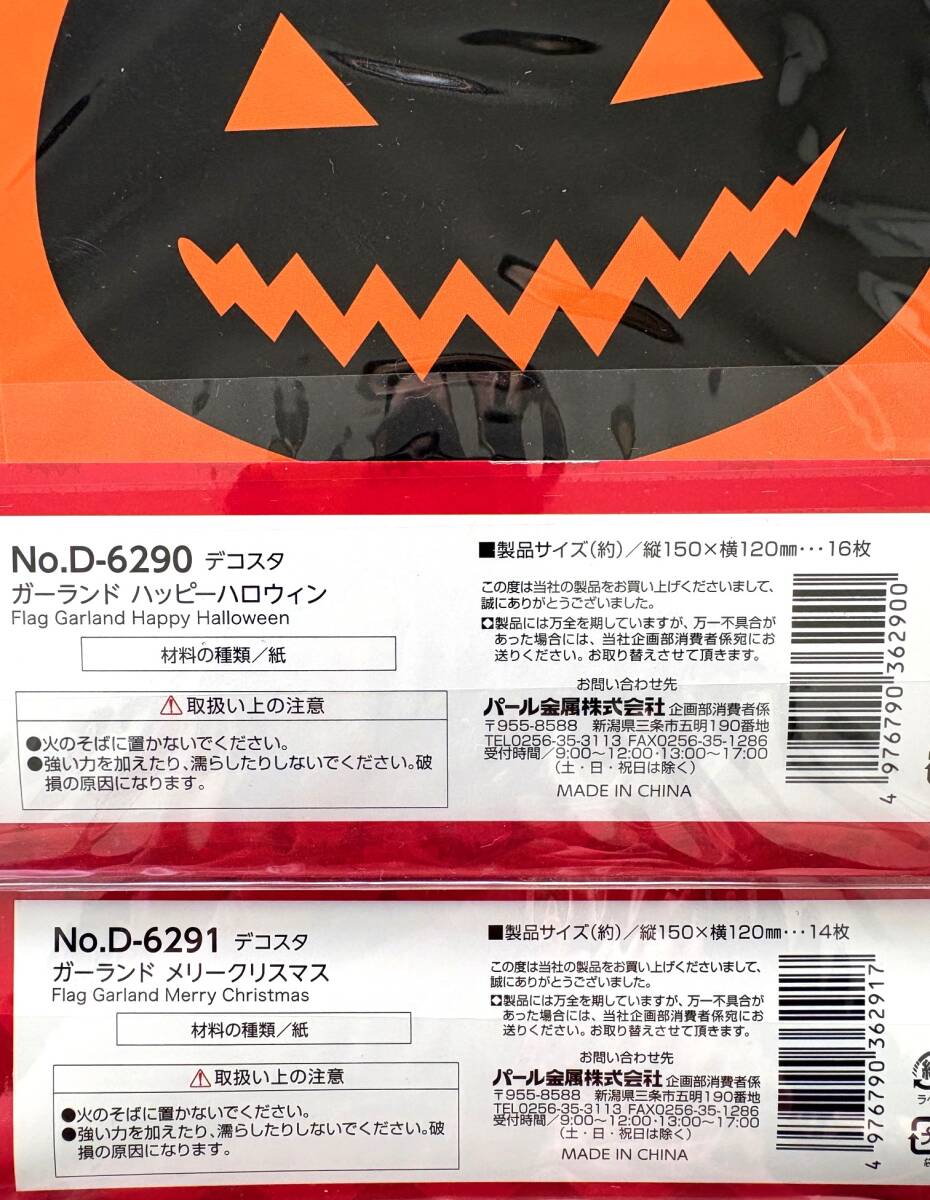 No.D-6290 デコスタ
ガーランド ハッピーハロウィン
Flag Garland Happy Halloween
材料の種類/紙
取扱い上の注意
●火のそばに置かないでください。
●強い力を加えたり、濡らしたりしないでください。破
損の原因になります。
■製品サイズ(約)/縦150×横120㎜･･･16枚
この度は当社の製品をお買い上げくださいまして、
誠にありがとうございました。
製品には万全を期していますが、万一不具合が
あった場合には、当社企画部消費者係宛にお
送りください。お取り替えさせて頂きます。
お問い合わせ先
パール金属株式会社 企画部消費者係
〒955-8588 新潟県三条市五明190番地
TEL0256-35-3113 FAX0256-35-1286
受付時間/9:00〜12:00・13:00〜17:00
(土・日・祝日は除く)
MADE IN CHINA
4 976790 362900
No.D-6291 デコスタ
ガーランド メリークリスマス
Flag Garland Merry Christmas
材料の種類/紙
取扱い上の注意
●火のそばに置かないでください。
●強い力を加えたり、濡らしたりしないでください。破
損の原因になります。
■製品サイズ(約)/縦150×横120㎜･･･14枚
この度は当社の製品をお買い上げくださいまして、
誠にありがとうございました。
製品には万全を期していますが、万一不具合が
あった場合には、当社企画部消費者係宛にお
送りください。お取り替えさせて頂きます。
お問い合わせ先
パール金属株式会社 企画部消費者係
〒955-8588 新潟県三条市五明190番地
TEL0256-35-3113 FAX0256-35-1286
受付時間/9:00〜12:00・13:00〜17:00
(土・日・祝日は除く)
MADE IN CHINA
4 976790 362917